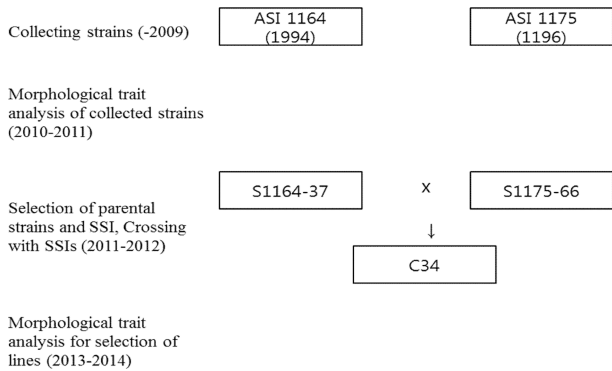 Collecting strains (-2009)
ASI 1164
(1994)
ASI 1175
(1196)
Morphological trait
analysis of collected strains
(2010-2011)
Selection of parental
strains and SSI, Crossing
with SSIs (2011-2012)
S1164-37
x
S1175-66
↓
C34
Morphological trait
analysis for selection of
lines (2013-2014)